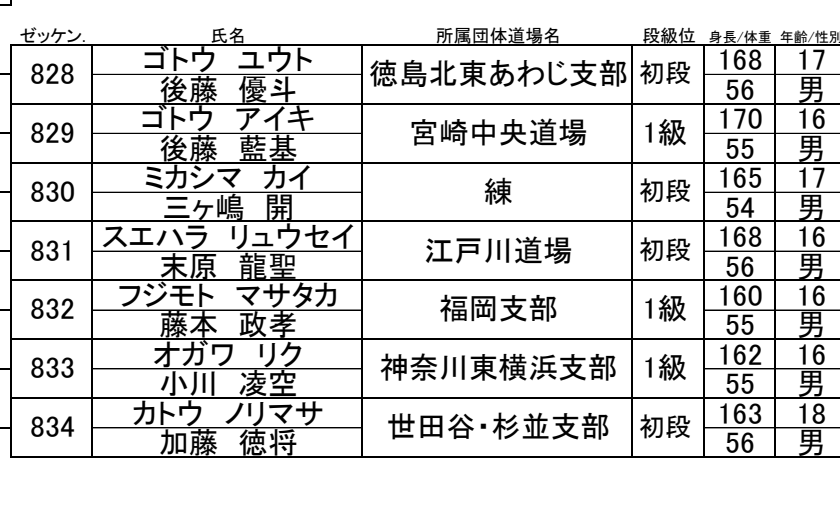 ゼッケン. 氏名 所属団体道場名 段級位 身長/体重 年齢/性別
828 ゴトウ ユウト 徳島北東あわじ支部 初段 168 17
後藤 優斗 56 男
829 ゴトウ アイキ 宮崎中央道場 1級 170 16
後藤 藍基 55 男
830 ミカシマ カイ 練 初段 165 17
三ヶ嶋 開 54 男
831 スエハラ リュウセイ 江戸川道場 初段 168 16
末原 龍聖 56 男
832 フジモト マサタカ 福岡支部 1級 160 16
藤本 政孝 55 男
833 オガワ リク 神奈川東横浜支部 1級 162 16
小川 凌空 55 男
834 カトウ ノリマサ 世田谷・杉並支部 初段 163 18
加藤 徳将 56 男